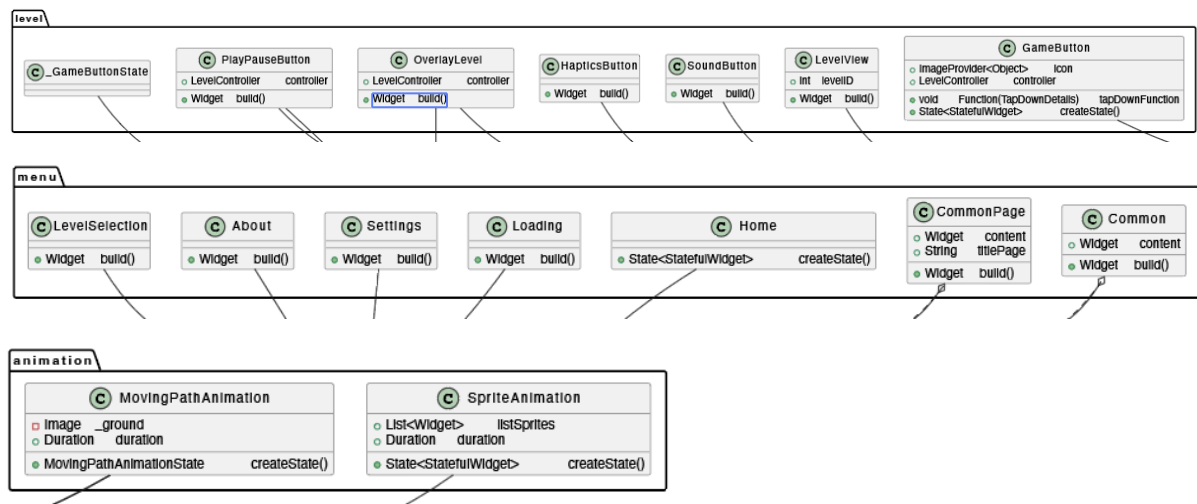 level
C _GameButtonState
C PlayPauseButton
LevelController controller
Widget build()
C OverlayLevel
LevelController controller
Widget build()
C HapticsButton
Widget build()
C SoundButton
Widget build()
C LevelView
int levelID
Widget build()
C GameButton
ImageProvider<Object> icon
LevelController controller
void Function(TapDownDetails) tapDownFunction
State<StatefulWidget> createState()
menu
C LevelSelection
Widget build()
C About
Widget build()
C Settings
Widget build()
C Loading
Widget build()
C Home
State<StatefulWidget> createState()
C CommonPage
Widget content
String titlePage
Widget build()
C Common
Widget content
Widget build()
animation
C MovingPathAnimation
Image _ground
Duration duration
MovingPathAnimationState createState()
C SpriteAnimation
List<Widget> listSprites
Duration duration
State<StatefulWidget> createState()